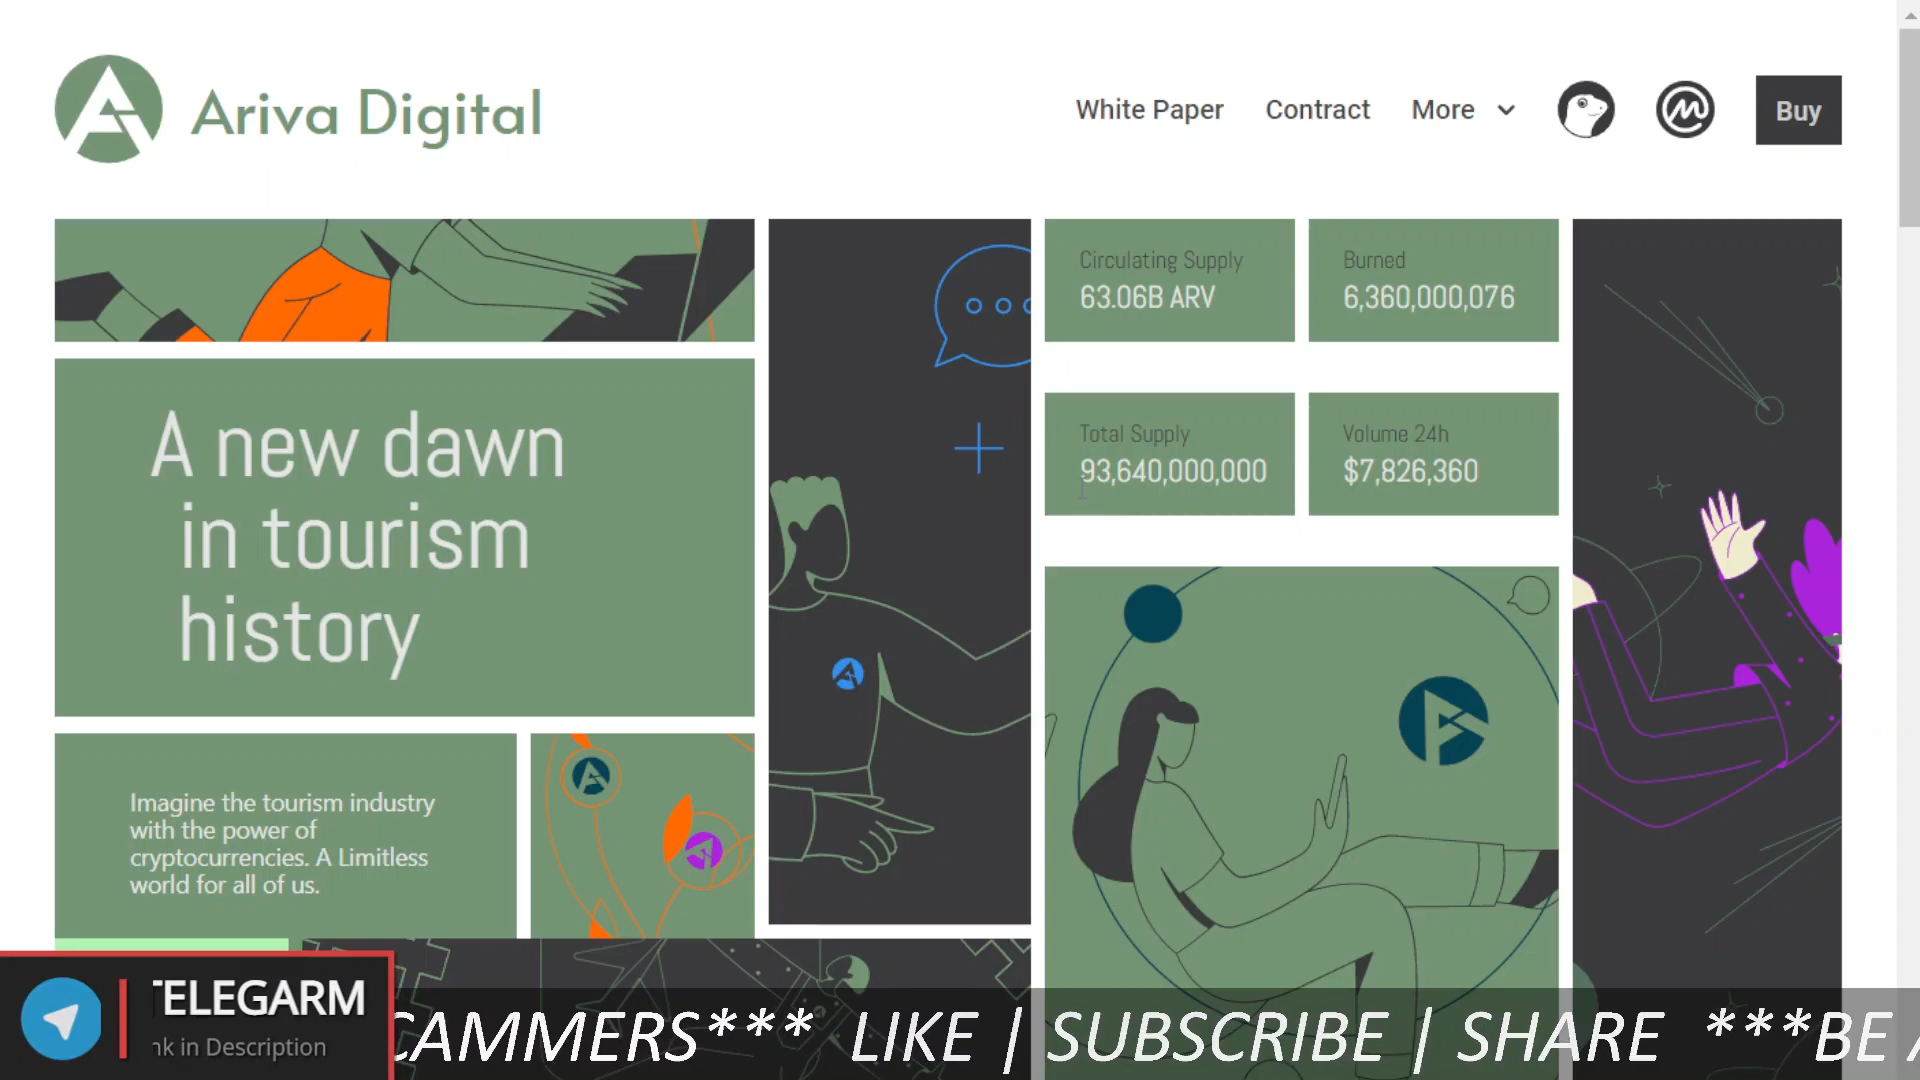 Ariva Digital
White Paper
Contract
More
Buy
Circulating Supply
63.06B ARV
Burned
6,360,000,076
Total Supply
93,640,000,000
Volume 24h
$7,826,360
A new dawn
in tourism
history
Imagine the tourism industry
with the power of
cryptocurrencies. A Limitless
world for all of us.
TELEGARM
nk in Description
CAMMERS*** LIKE | SUBSCRIBE | SHARE ***BE